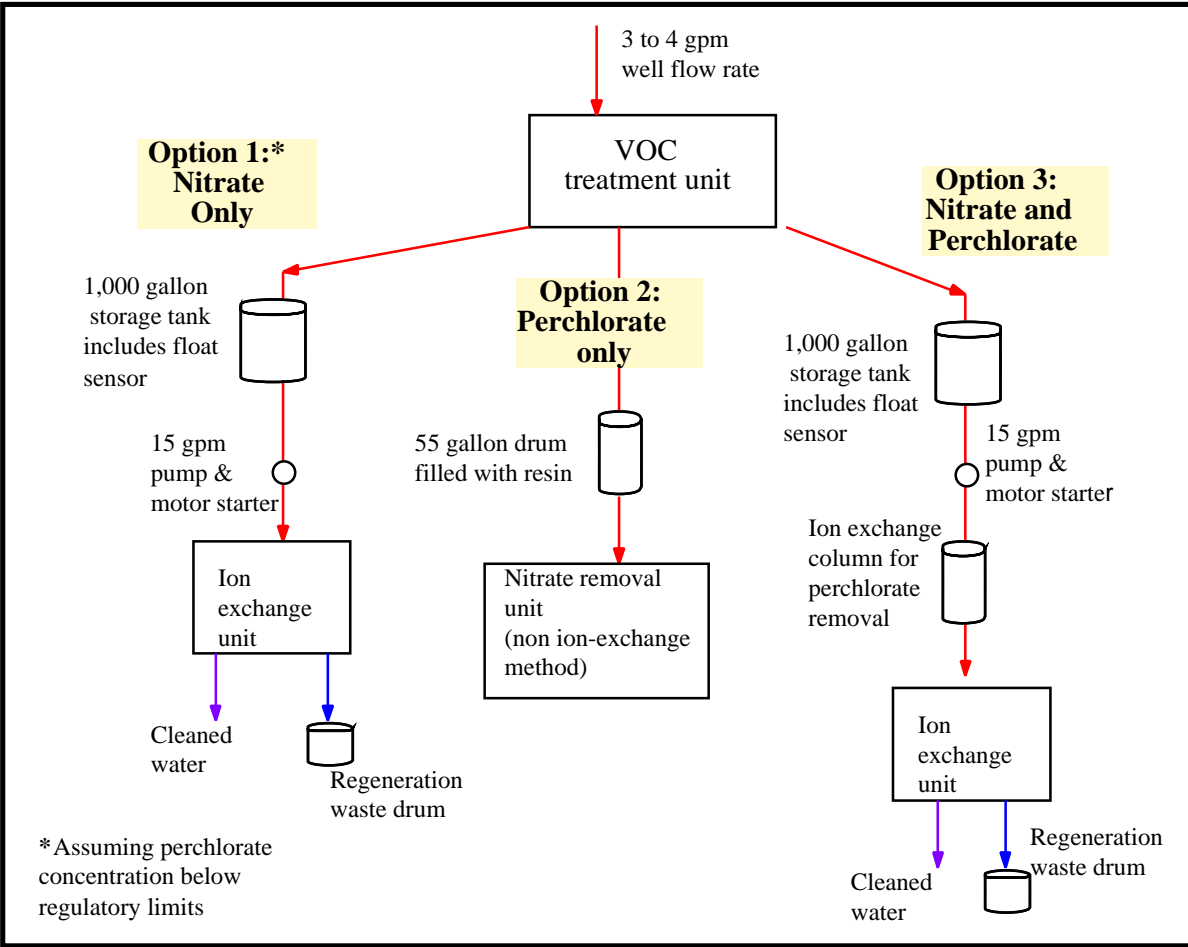 3 to 4 gpm
well flow rate
VOC
treatment unit
Option 1:*
Nitrate
Only
1,000 gallon
storage tank
includes float
sensor
15 gpm
pump &
motor starter
Ion
exchange
unit
Cleaned
water
Regeneration
waste drum
*Assuming perchlorate
concentration below
regulatory limits
Option 2:
Perchlorate
only
55 gallon drum
filled with resin
Nitrate removal
unit
(non ion-exchange
method)
Option 3:
Nitrate and
Perchlorate
1,000 gallon
storage tank
includes float
sensor
15 gpm
pump &
motor starter
Ion exchange
column for
perchlorate
removal
Ion
exchange
unit
Cleaned
water
Regeneration
waste drum